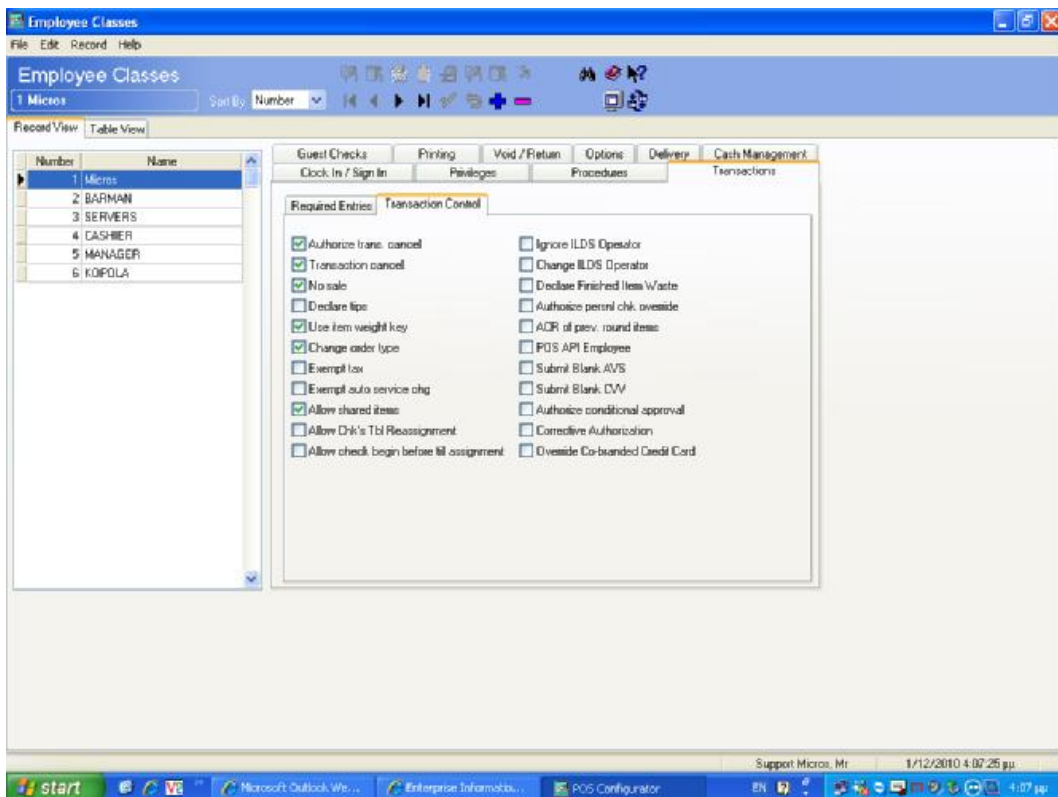 Employee Classes
File Edit Record Help
Employee Classes
1 Micros
Sort By Number
Record View Table View
Number Name
1 Micros
2 BARMAN
3 SERVERS
4 CASHIER
5 MANAGER
6 KOPOLA
Guest Checks Printing Void / Return Options Delivery Cash Management
Clock In / Sign In Privileges Procedures Transactions
Required Entries Transaction Control
Authorize trans. cancel
Transaction cancel
No sale
Declare tips
Use item weight key
Change order type
Exempt tax
Exempt auto service chg
Allow shared items
Allow Chk's Tbl Reassignment
Allow check begin before till assignment
Ignore ILDS Operator
Change ILDS Operator
Declare Finished Item Waste
Authorize persnl chk override
ACR of prev. round items
POS API Employee
Submit Blank AVS
Submit Blank CVV
Authorize conditional approval
Corrective Authorization
Override Co-branded Credit Card
Support Micros, Mr 1/12/2010 4:07:25 μμ
start Microsoft Outlook We... Enterprise Informatio... POS Configurator EN 4:07 μμ